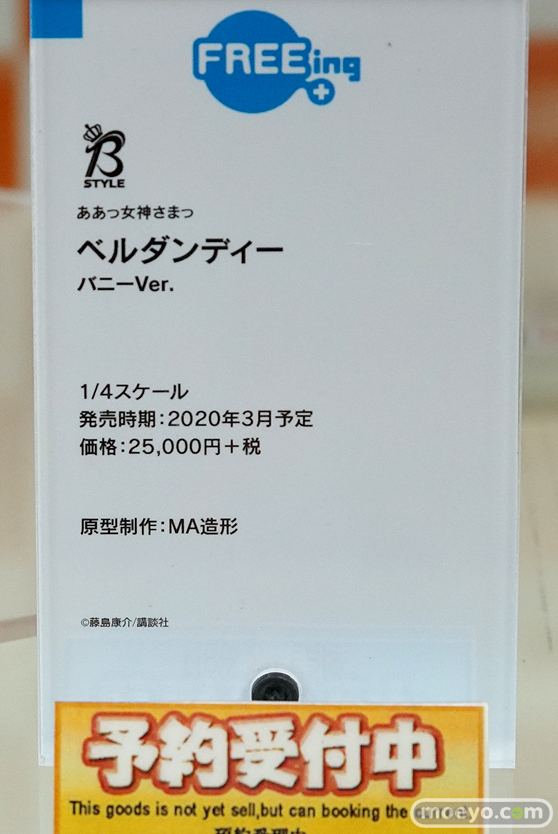 FREEing
B
STYLE
ああっ女神さまっ
ベルダンディー
バニーVer.
1/4スケール
発売時期：2020年3月予定
価格：25,000円＋税
原型制作：MA造形
©藤島康介/講談社
予約受付中
This goods is not yet sell,but can booking the
moeyo.com